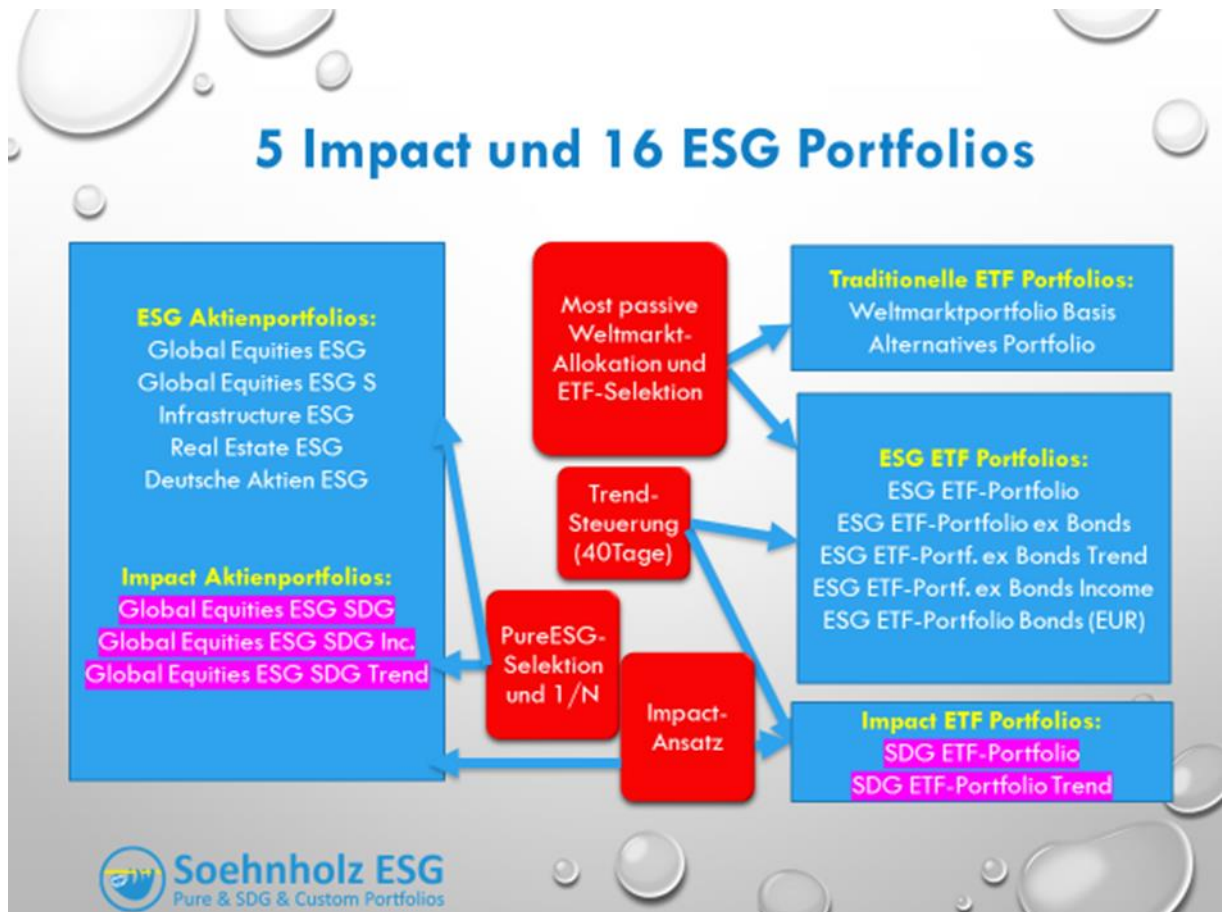 5 Impact und 16 ESG Portfolios
ESG Aktienportfolios:
Global Equities ESG
Global Equities ESG S
Infrastructure ESG
Real Estate ESG
Deutsche Aktien ESG
Impact Aktienportfolios:
Global Equities ESG SDG
Global Equities ESG SDG Inc.
Global Equities ESG SDG Trend
Most passive
Weltmarkt-
Allokation und
ETF-Selektion
Trend-
Steuerung
(40Tage)
PureESG-
Selektion
und 1/N
Impact-
Ansatz
Traditionelle ETF Portfolios:
Weltmarktportfolio Basis
Alternatives Portfolio
ESG ETF Portfolios:
ESG ETF-Portfolio
ESG ETF-Portfolio ex Bonds
ESG ETF-Portf. ex Bonds Trend
ESG ETF-Portf. ex Bonds Income
ESG ETF-Portfolio Bonds (EUR)
Impact ETF Portfolios:
SDG ETF-Portfolio
SDG ETF-Portfolio Trend
Soehnholz ESG
Pure & SDG & Custom Portfolios